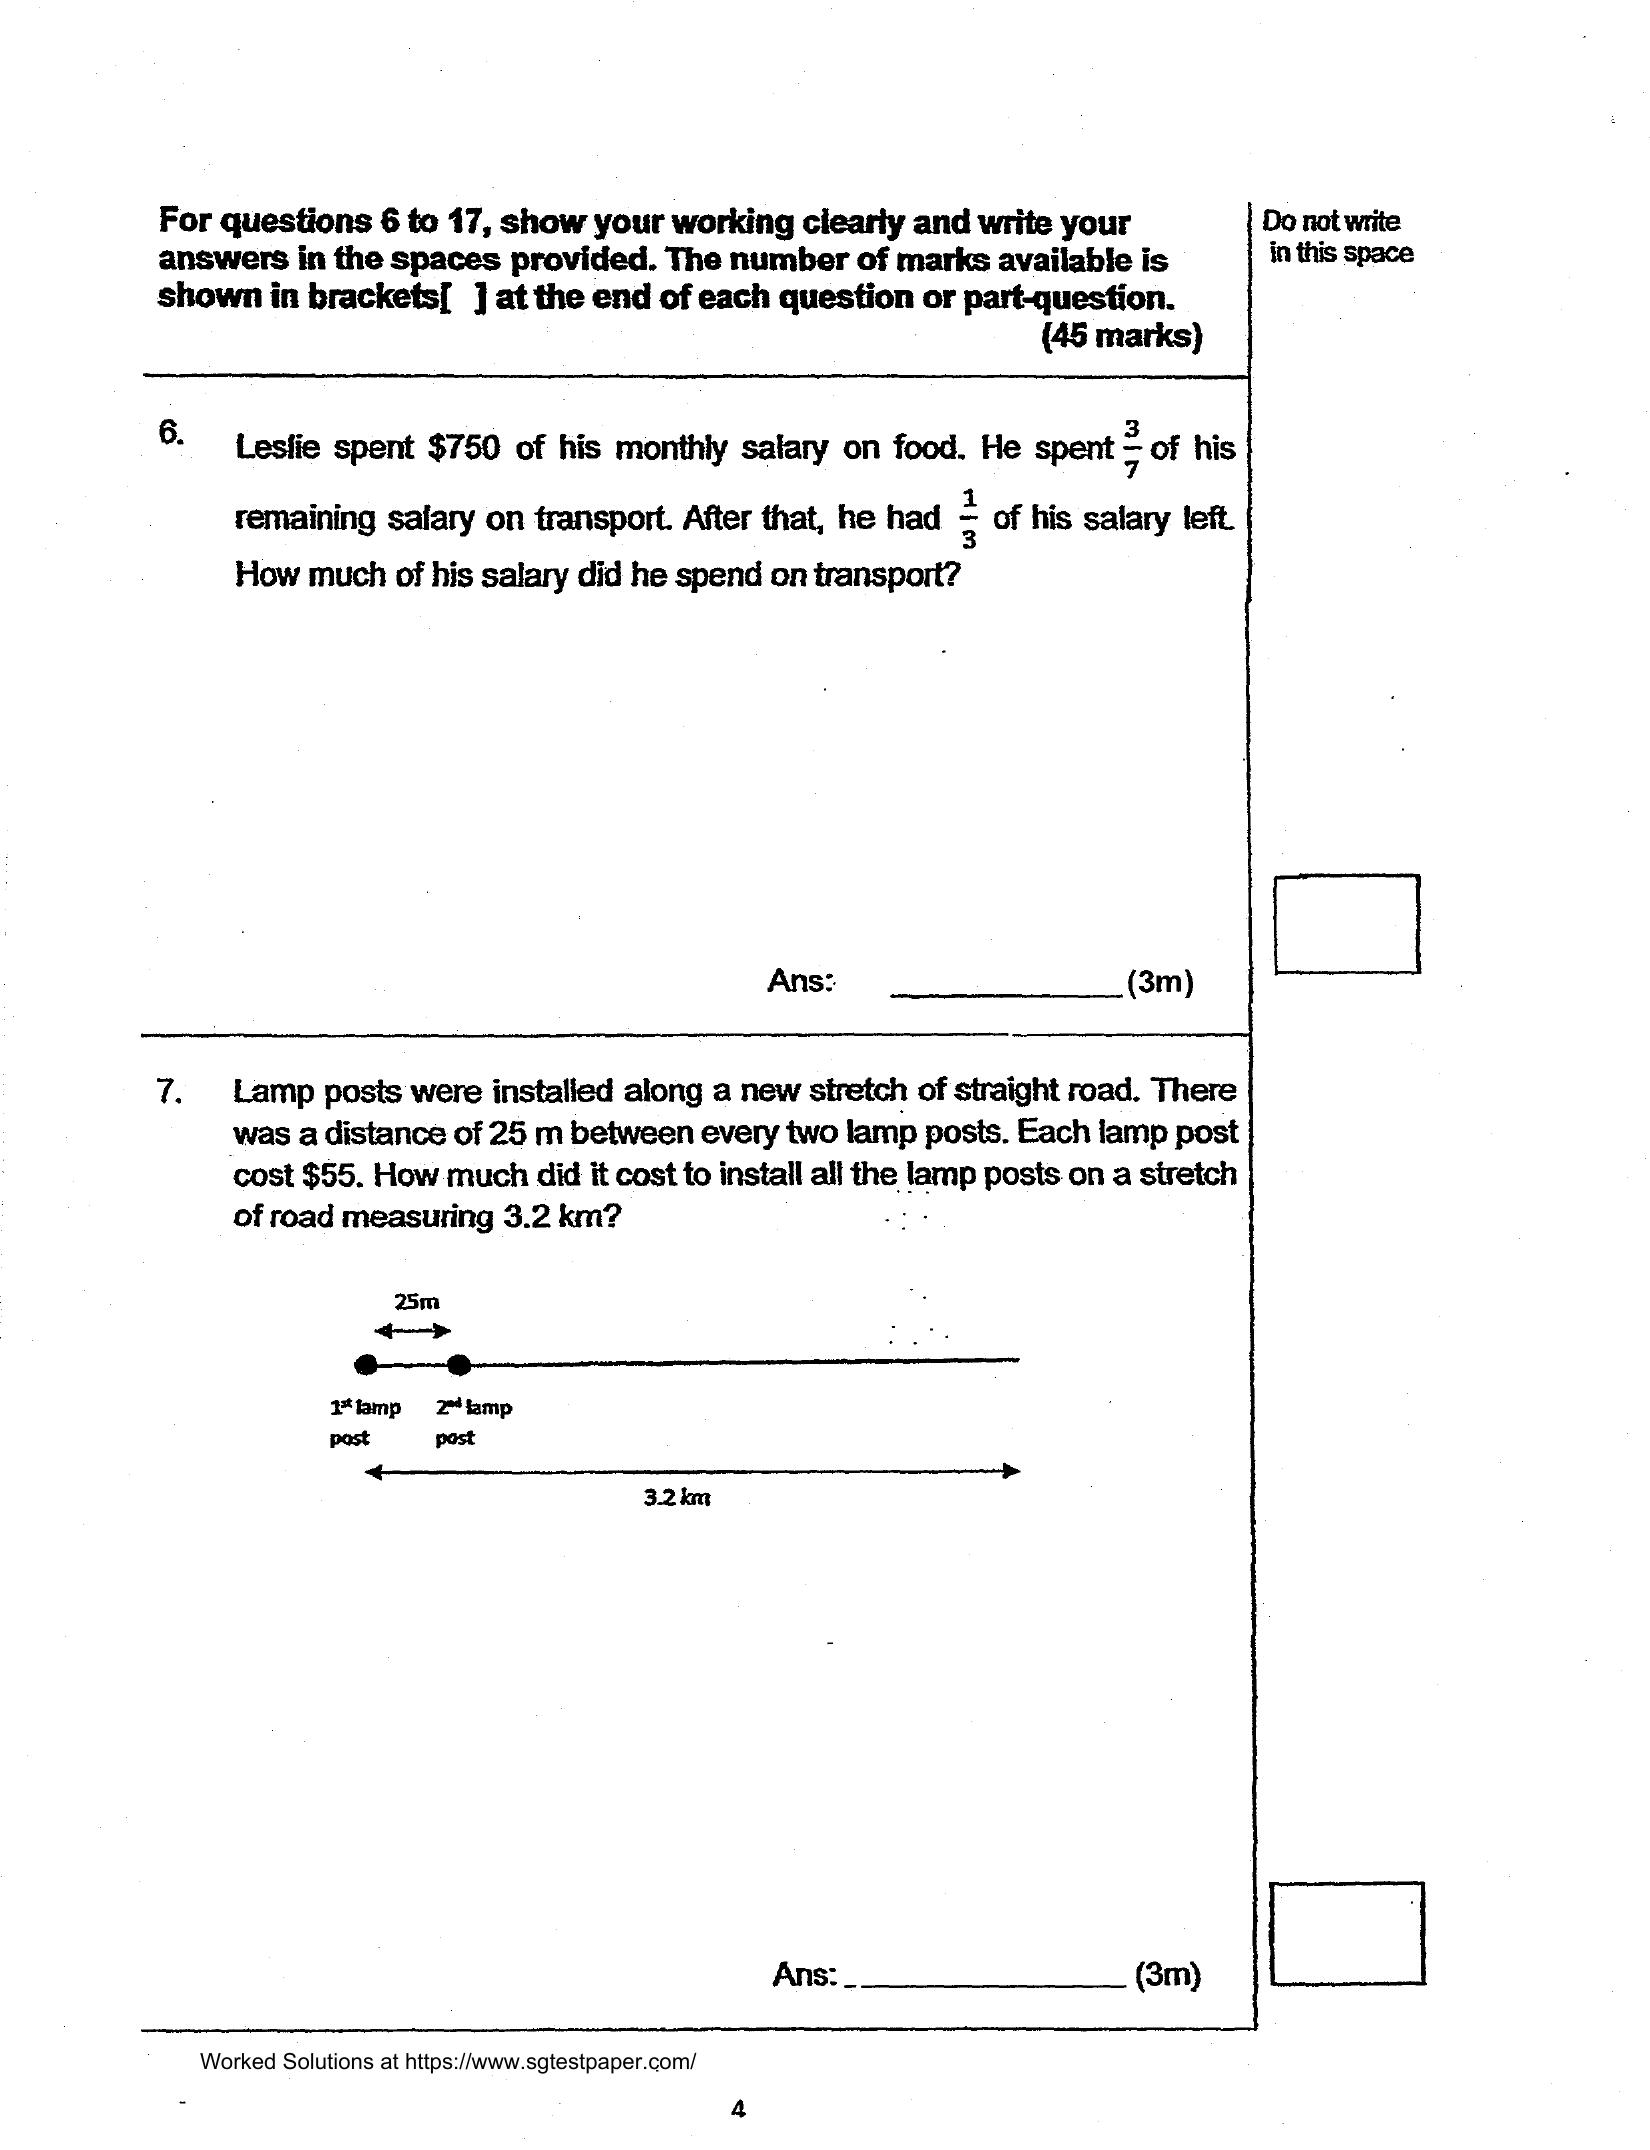 For questions 6 to 17, show your working clearly and write your
answers in the spaces provided. The number of marks available is
shown in brackets[ ] at the end of each question or part-question.
(45 marks)
Do not write
in this space
6.
Leslie spent $750 of his monthly salary on food. He spent 3/7 of his
remaining salary on transport. After that, he had 1/3 of his salary left.
How much of his salary did he spend on transport?
Ans: ______________(3m)
7. Lamp posts were installed along a new stretch of straight road. There
was a distance of 25 m between every two lamp posts. Each lamp post
cost $55. How much did it cost to install all the lamp posts on a stretch
of road measuring 3.2 km?
25m
1st lamp 2nd lamp
post post
3.2 km
Ans: ________________ (3m)
Worked Solutions at https://www.sgtestpaper.com/
4